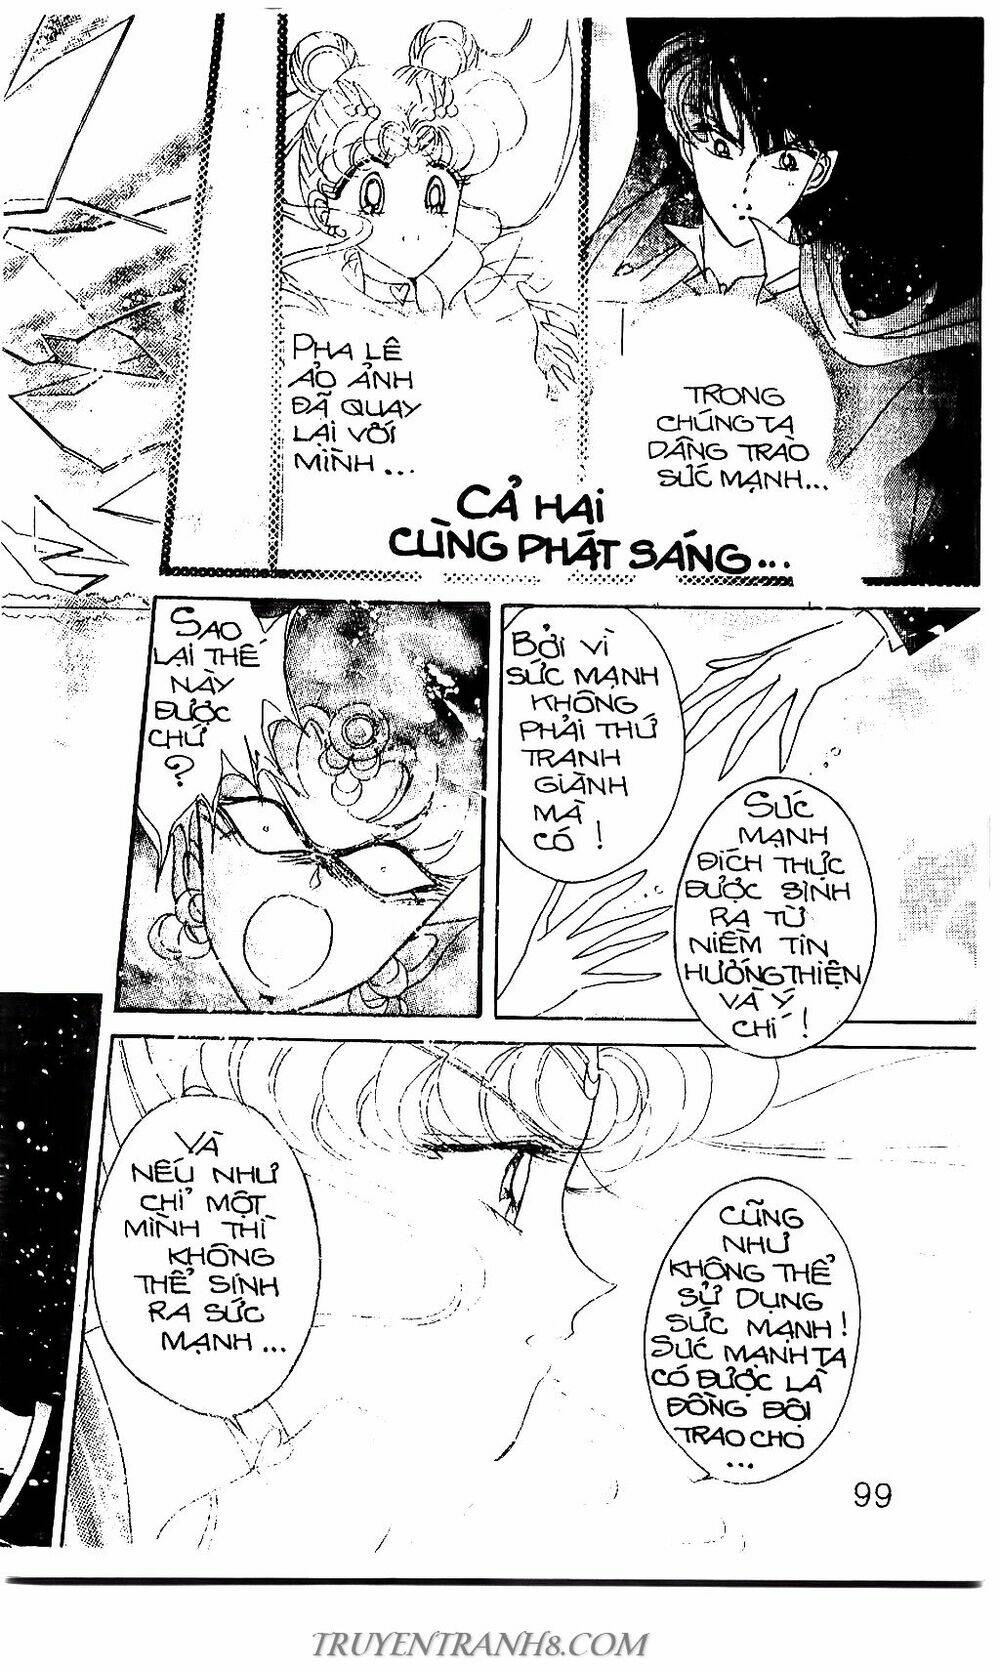 TRONG
CHÚNG TA
DÂNG TRÀO
SỨC MẠNH...
PHA LÊ
ẢO ẢNH
ĐÃ QUAY
LẠI VỚI
MÌNH...
CẢ HAI
CÙNG PHÁT SÁNG...
BỞI VÌ
SỨC MẠNH
KHÔNG
PHẢI THỨ
TRANH
GIÀNH
MÀ
CÓ!
SỨC
MẠNH
ĐÍCH THỰC
ĐƯỢC SINH
RA TỪ
NIỀM TIN
HƯỚNG THIỆN
VÀ Ý
CHÍ!
SAO
LẠI THẾ
NÀY
ĐƯỢC
CHỨ
?
VÀ
NẾU NHƯ
CHỈ MỘT
MÌNH THÌ
KHÔNG
THỂ SINH
RA SỨC
MẠNH...
CŨNG
NHƯ
KHÔNG THỂ
SỬ DỤNG
SỨC MẠNH!
SỨC MẠNH TA
CÓ ĐƯỢC LÀ
ĐỒNG ĐỘI
TRAO CHO
...
99
TRUYENTRANH8.COM